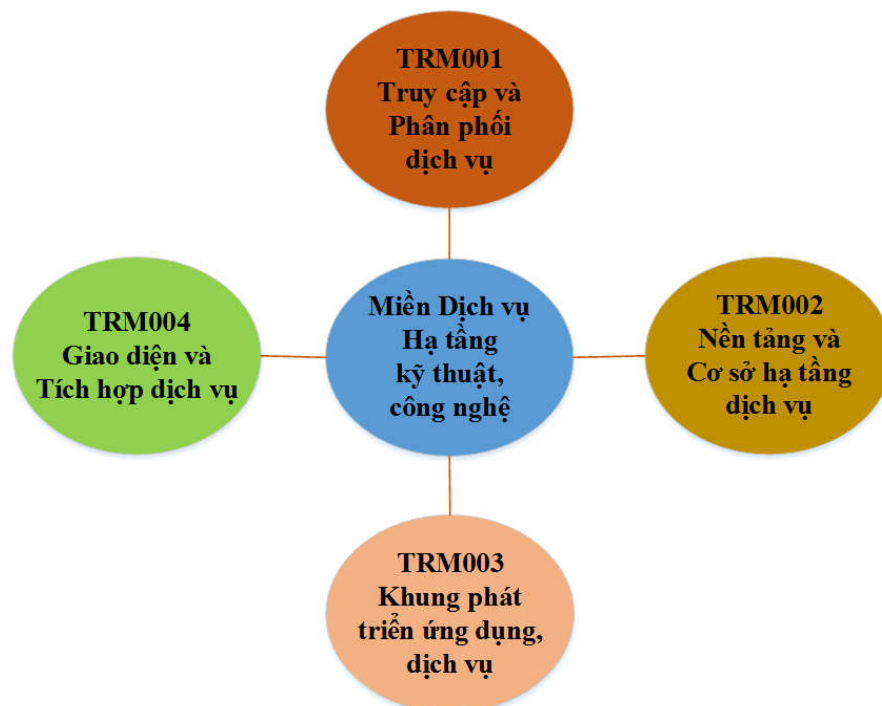 TRM001
Truy cập và
Phân phối
dịch vụ
TRM004
Giao diện và
Tích hợp dịch vụ
Miền Dịch vụ
Hạ tầng
kỹ thuật,
công nghệ
TRM002
Nền tảng và
Cơ sở hạ tầng
dịch vụ
TRM003
Khung phát
triển ứng dụng,
dịch vụ